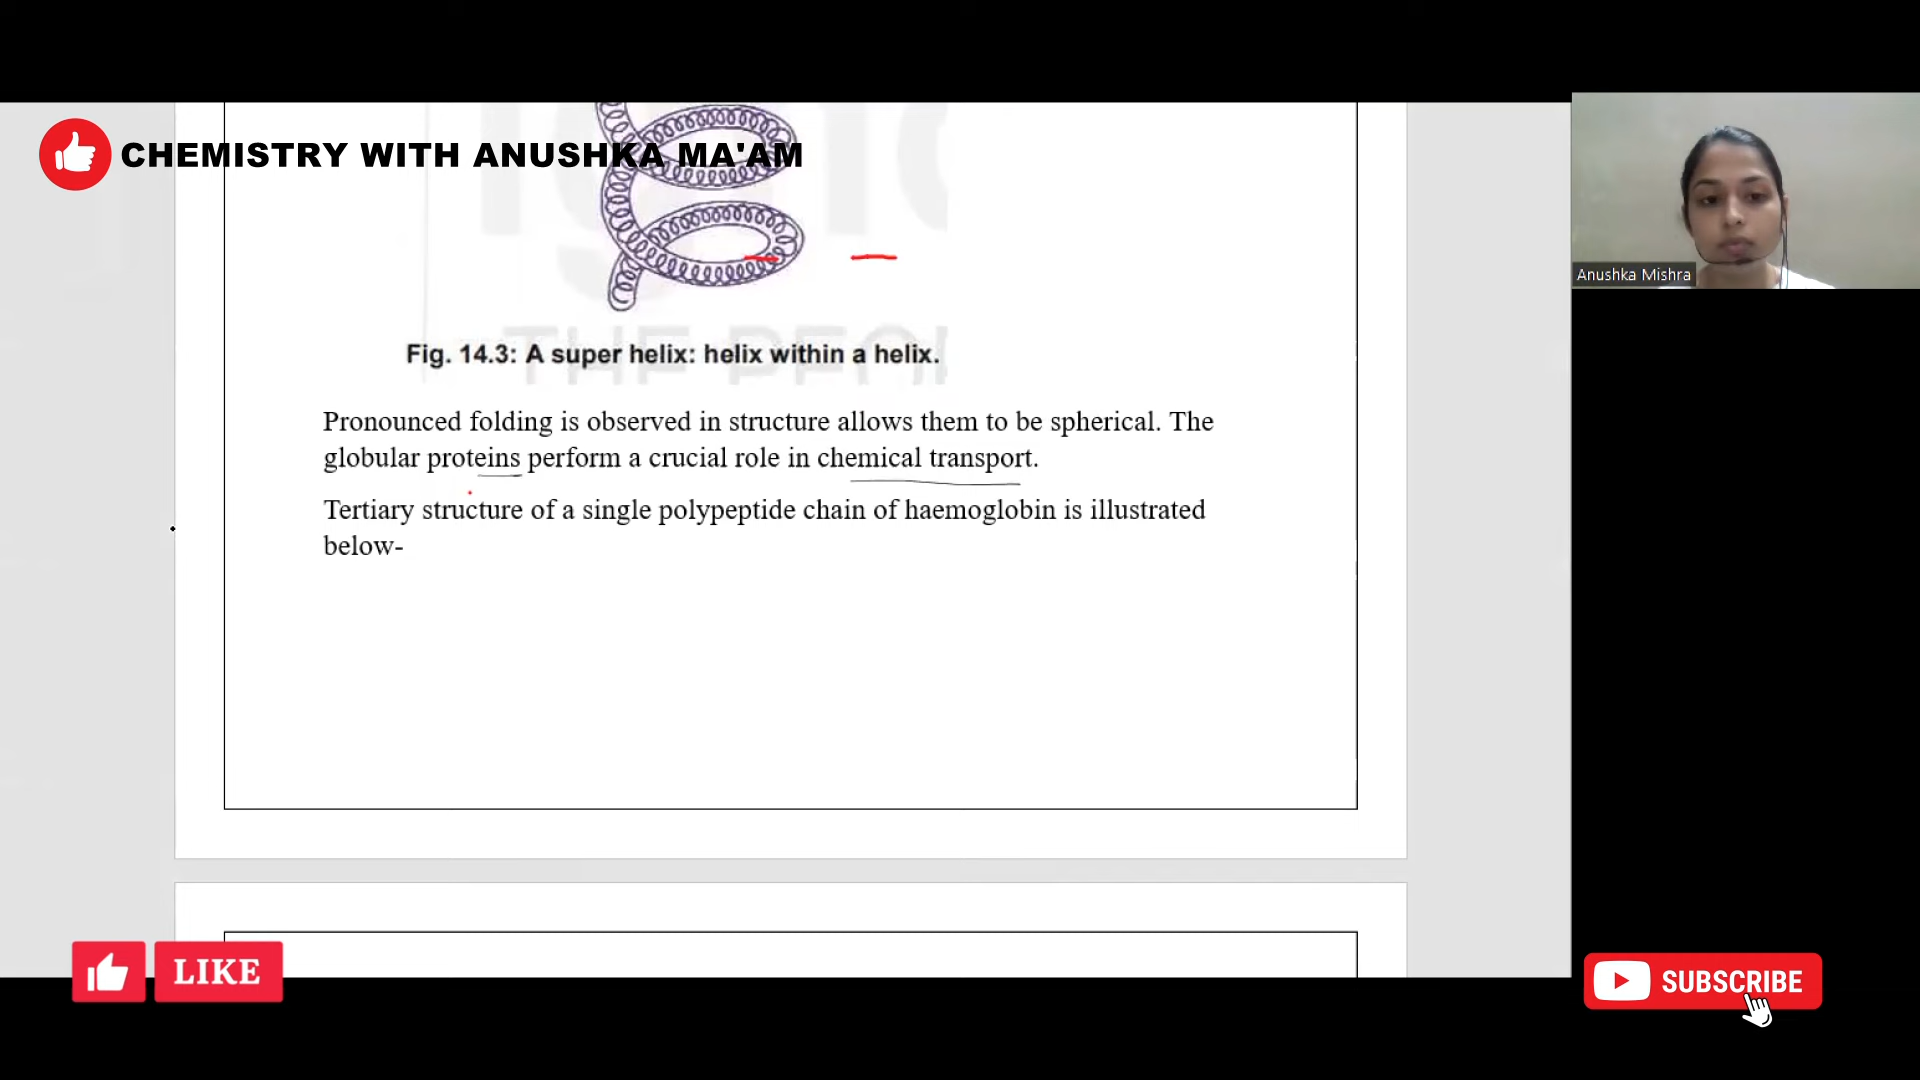 CHEMISTRY WITH ANUSHKA MA'AM
Anushka Mishra
Fig. 14.3: A super helix: helix within a helix.
Pronounced folding is observed in structure allows them to be spherical. The
globular proteins perform a crucial role in chemical transport.
Tertiary structure of a single polypeptide chain of haemoglobin is illustrated
below-
LIKE
SUBSCRIBE